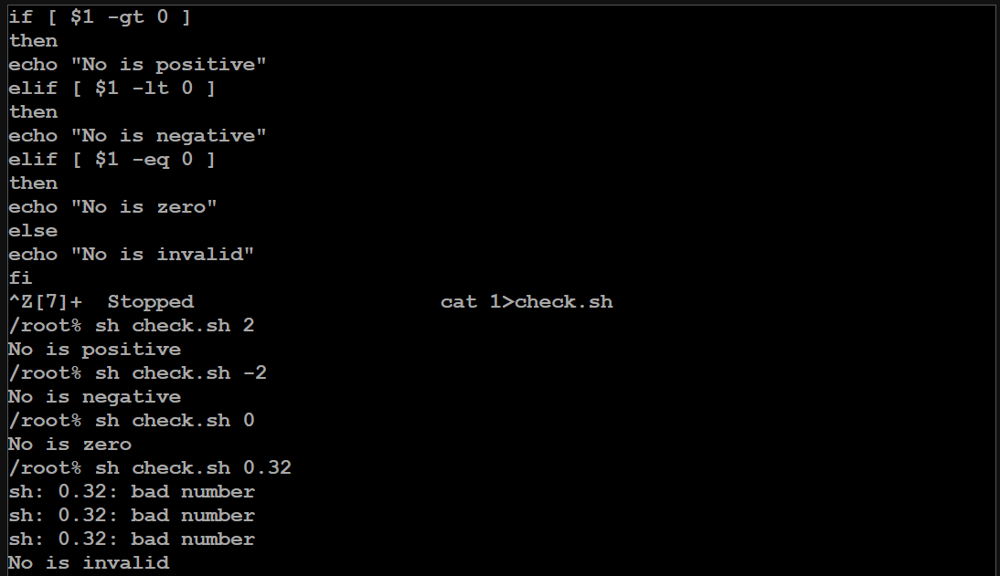 if [ $1 -gt 0 ]
then
echo "No is positive"
elif [ $1 -lt 0 ]
then
echo "No is negative"
elif [ $1 -eq 0 ]
then
echo "No is zero"
else
echo "No is invalid"
fi
^Z[7]+  Stopped                    cat 1>check.sh
/root% sh check.sh 2
No is positive
/root% sh check.sh -2
No is negative
/root% sh check.sh 0
No is zero
/root% sh check.sh 0.32
sh: 0.32: bad number
sh: 0.32: bad number
sh: 0.32: bad number
No is invalid